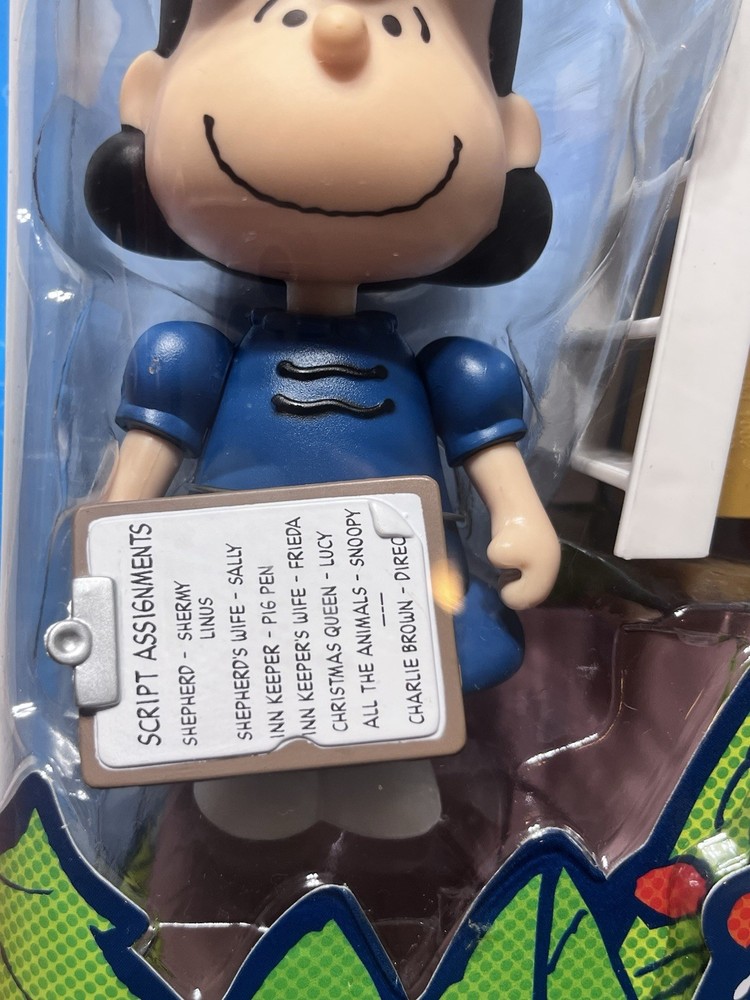 SCRIPT ASSIGNMENTS
SHEPHERD - SHERMY
LINUS
SHEPHERD'S WIFE - SALLY
INN KEEPER - PIG PEN
INN KEEPER'S WIFE - FRIEDA
CHRISTMAS QUEEN - LUCY
ALL THE ANIMALS - SNOOPY
---
CHARLIE BROWN - DIREC